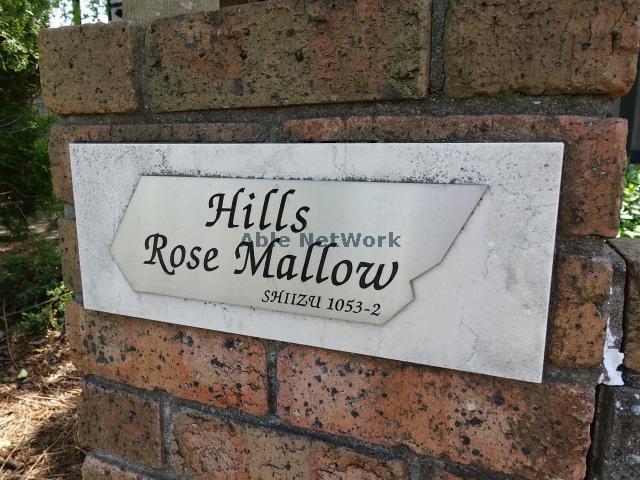 Hills
Able NetWork
Rose Mallow
SHIIZU 1053-2